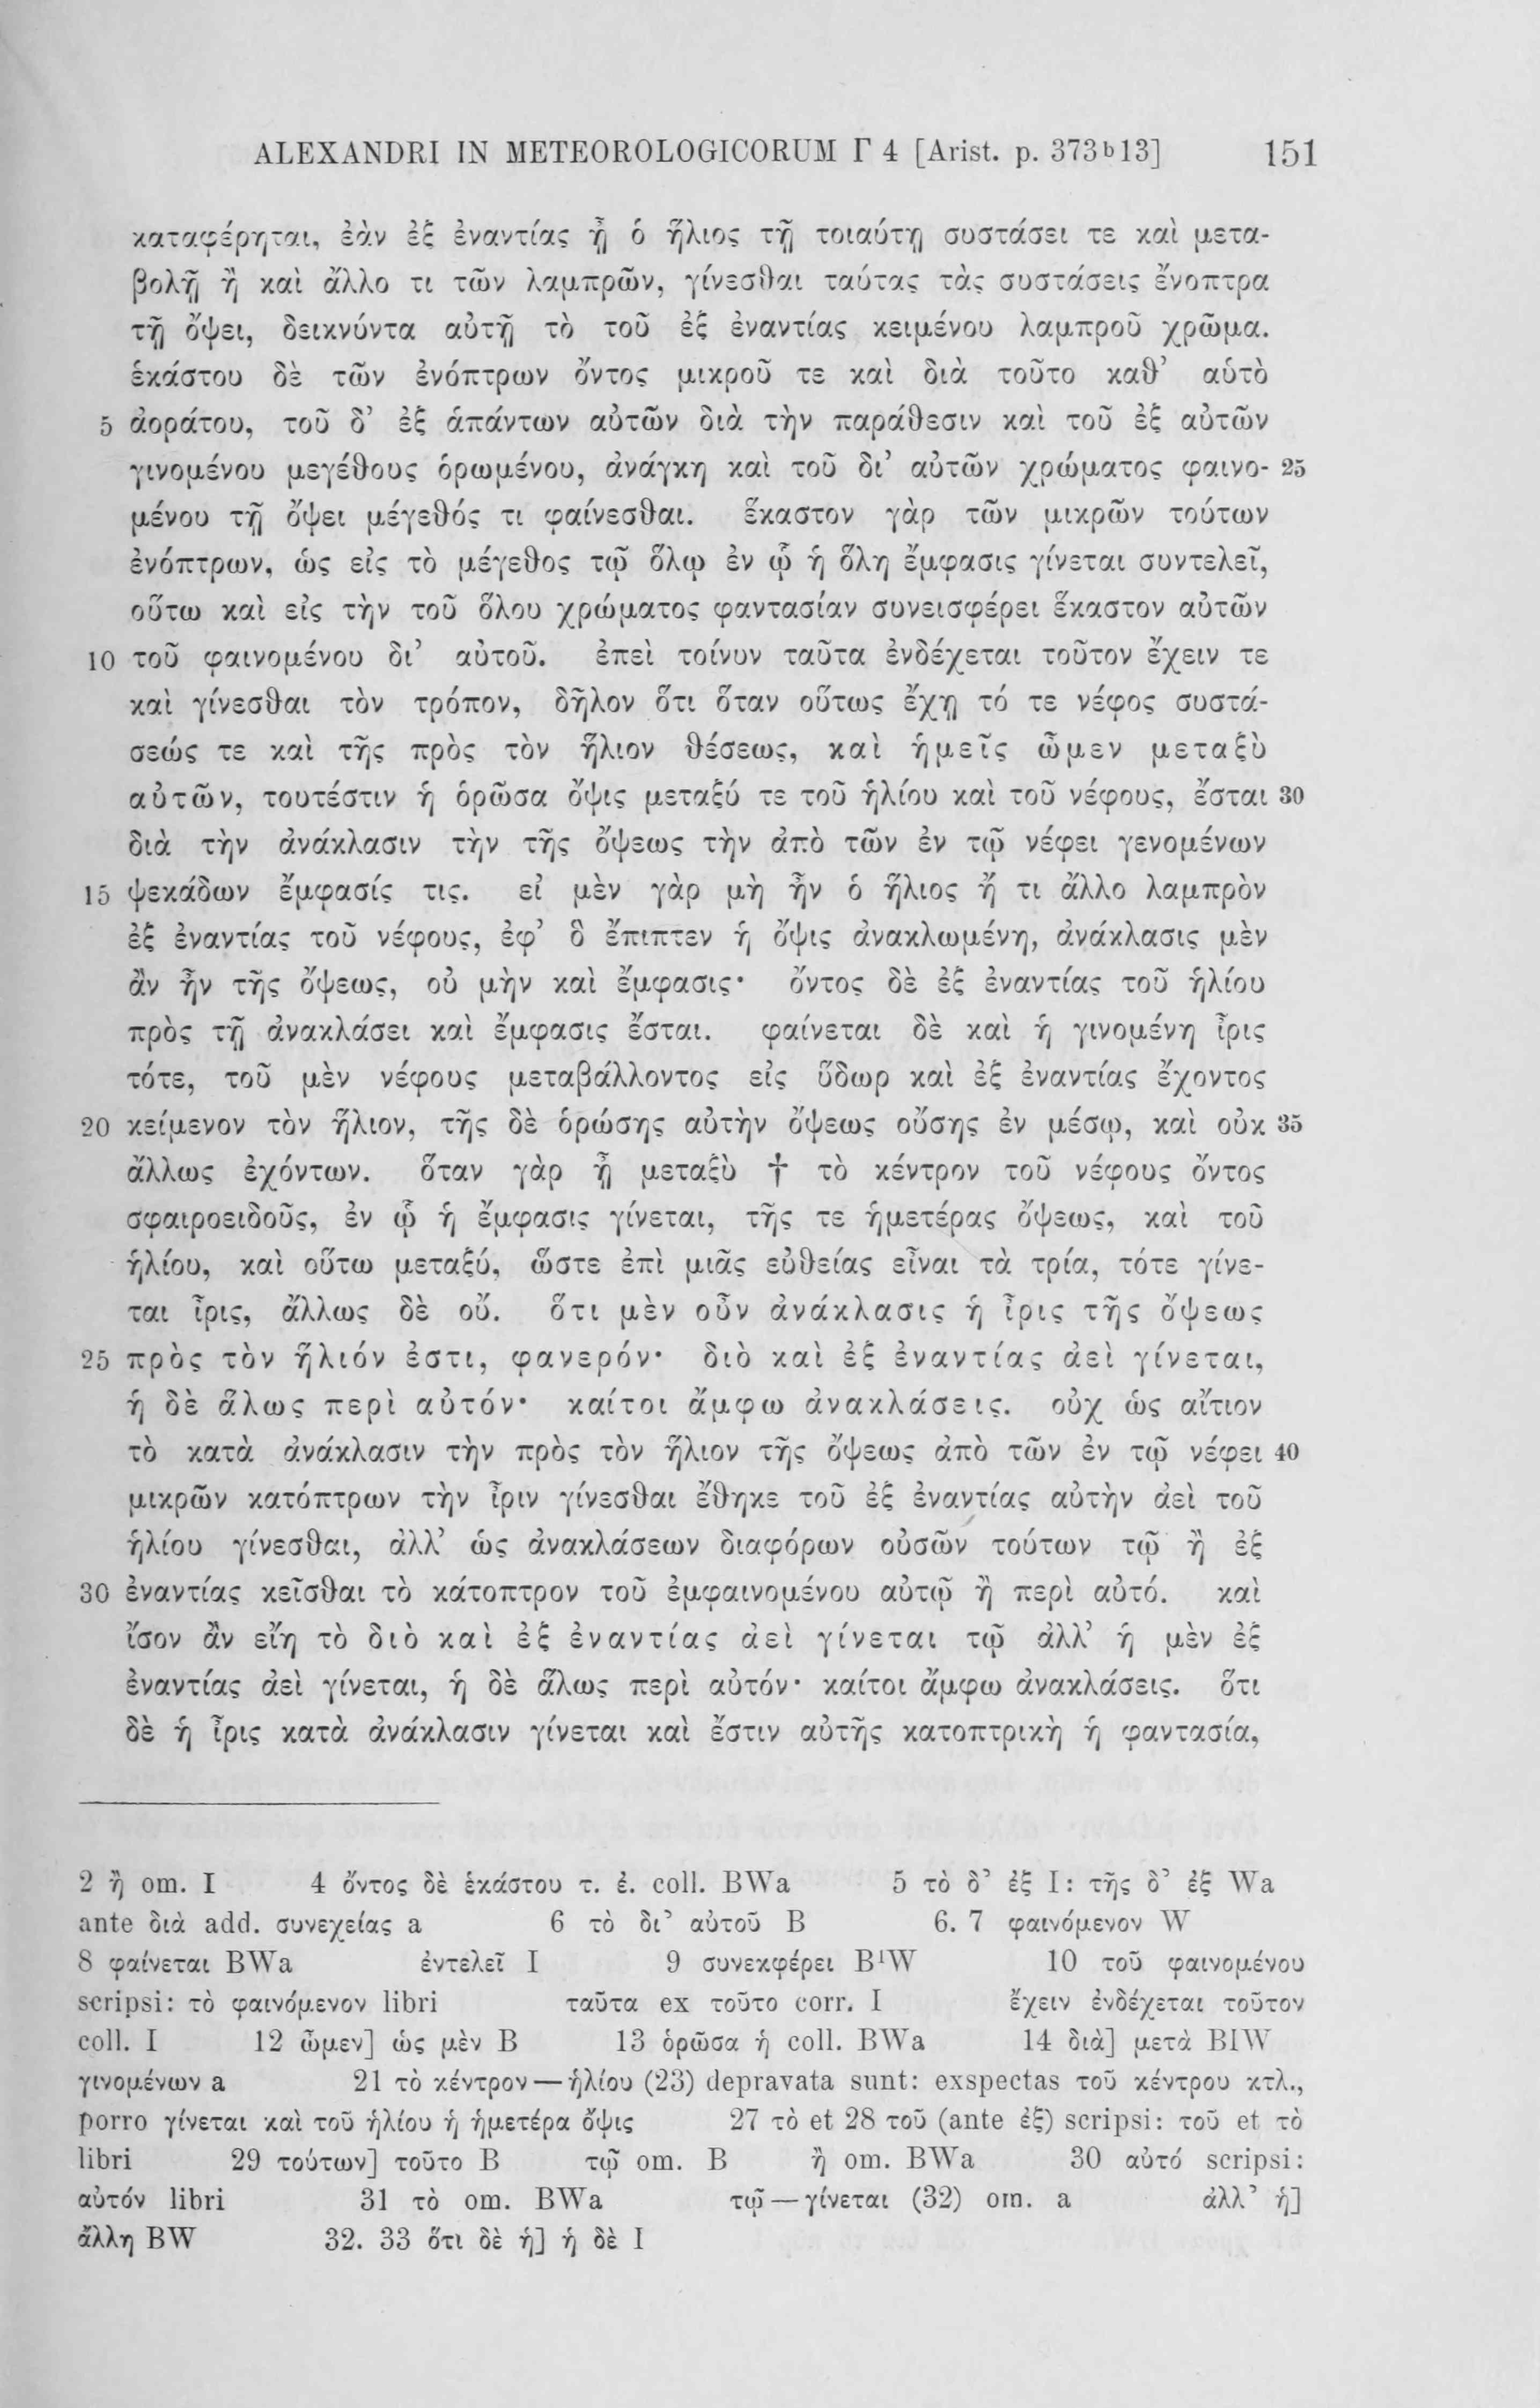 ALEXANDRI IN METEOROLOGICORUM Γ 4 [Arist. p. 373ᵇ13] 151
καταφέρηται, ἐὰν ἐξ ἐναντίας ᾖ ὁ ἥλιος τῇ τοιαύτῃ συστάσει τε καὶ μετα-
βολῇ ἢ καὶ ἄλλο τι τῶν λαμπρῶν, γίνεσθαι ταύτας τὰς συστάσεις ἔνοπτρα
τῇ ὄψει, δεικνύντα αὐτῇ τὸ τοῦ ἐξ ἐναντίας κειμένου λαμπροῦ χρῶμα.
ἑκάστου δὲ τῶν ἐνόπτρων ὄντος μικροῦ τε καὶ διὰ τοῦτο καθ’ αὑτὸ
5 ἀοράτου, τοῦ δ’ ἐξ ἁπάντων αὐτῶν διὰ τὴν παράθεσιν καὶ τοῦ ἐξ αὐτῶν
γινομένου μεγέθους ὁρωμένου, ἀνάγκη καὶ τοῦ δι’ αὐτῶν χρώματος φαινο- 25
μένου τῇ ὄψει μέγεθός τι φαίνεσθαι. ἕκαστον γὰρ τῶν μικρῶν τούτων
ἐνόπτρων, ὡς εἰς τὸ μέγεθος τῷ ὅλῳ ἐν ᾧ ἡ ὅλη ἔμφασις γίνεται συντελεῖ,
οὕτω καὶ εἰς τὴν τοῦ ὅλου χρώματος φαντασίαν συνεισφέρει ἕκαστον αὐτῶν
10 τοῦ φαινομένου δι’ αὐτοῦ. ἐπεὶ τοίνυν ταῦτα ἐνδέχεται τοῦτον ἔχειν τε
καὶ γίνεσθαι τὸν τρόπον, δῆλον ὅτι ὅταν οὕτως ἔχῃ τό τε νέφος συστά-
σεώς τε καὶ τῆς πρὸς τὸν ἥλιον θέσεως, καὶ ἡμεῖς ὦμεν μεταξὺ
αὐτῶν, τουτέστιν ἡ ὁρῶσα ὄψις μεταξύ τε τοῦ ἡλίου καὶ τοῦ νέφους, ἔσται 30
διὰ τὴν ἀνάκλασιν τὴν τῆς ὄψεως τὴν ἀπὸ τῶν ἐν τῷ νέφει γενομένων
15 ψεκάδων ἔμφασίς τις. εἰ μὲν γὰρ μὴ ἦν ὁ ἥλιος ἤ τι ἄλλο λαμπρὸν
ἐξ ἐναντίας τοῦ νέφους, ἐφ’ ὃ ἔπιπτεν ἡ ὄψις ἀνακλωμένη, ἀνάκλασις μὲν
ἂν ἦν τῆς ὄψεως, οὐ μὴν καὶ ἔμφασις· ὄντος δὲ ἐξ ἐναντίας τοῦ ἡλίου
πρὸς τῇ ἀνακλάσει καὶ ἔμφασις ἔσται. φαίνεται δὲ καὶ ἡ γινομένη ἶρις
τότε, τοῦ μὲν νέφους μεταβάλλοντος εἰς ὕδωρ καὶ ἐξ ἐναντίας ἔχοντος
20 κείμενον τὸν ἥλιον, τῆς δὲ ὁρώσης αὐτὴν ὄψεως οὔσης ἐν μέσῳ, καὶ οὐκ 35
ἄλλως ἐχόντων. ὅταν γὰρ ᾖ μεταξὺ † τὸ κέντρον τοῦ νέφους ὄντος
σφαιροειδοῦς, ἐν ᾧ ἡ ἔμφασις γίνεται, τῆς τε ἡμετέρας ὄψεως, καὶ τοῦ
ἡλίου, καὶ οὕτω μεταξύ, ὥστε ἐπὶ μιᾶς εὐθείας εἶναι τὰ τρία, τότε γίνε-
ται ἶρις, ἄλλως δὲ οὔ. ὅτι μὲν οὖν ἀνάκλασις ἡ ἶρις τῆς ὄψεως
25 πρὸς τὸν ἥλιόν ἐστι, φανερόν· διὸ καὶ ἐξ ἐναντίας ἀεὶ γίνεται,
ἡ δὲ ἅλως περὶ αὐτόν· καίτοι ἄμφω ἀνακλάσεις. οὐχ ὡς αἴτιον
τὸ κατὰ ἀνάκλασιν τὴν πρὸς τὸν ἥλιον τῆς ὄψεως ἀπὸ τῶν ἐν τῷ νέφει 40
μικρῶν κατόπτρων τὴν ἶριν γίνεσθαι ἔθηκε τοῦ ἐξ ἐναντίας αὐτὴν ἀεὶ τοῦ
ἡλίου γίνεσθαι, ἀλλ’ ὡς ἀνακλάσεων διαφόρων οὐσῶν τούτων τῷ ἢ ἐξ
30 ἐναντίας κεῖσθαι τὸ κάτοπτρον τοῦ ἐμφαινομένου αὐτῷ ἢ περὶ αὐτό. καὶ
ἴσον ἂν εἴη τὸ διὸ καὶ ἐξ ἐναντίας ἀεὶ γίνεται τῷ ἀλλ’ ἡ μὲν ἐξ
ἐναντίας ἀεὶ γίνεται, ἡ δὲ ἅλως περὶ αὐτόν· καίτοι ἄμφω ἀνακλάσεις. ὅτι
δὲ ἡ ἶρις κατὰ ἀνάκλασιν γίνεται καὶ ἔστιν αὐτῆς κατοπτρικὴ ἡ φαντασία,
2 ἢ om. I 4 ὄντος δὲ ἑκάστου τ. ἐ. coll. BWa 5 τὸ δ’ ἐξ I: τῆς δ’ ἐξ Wa
ante διὰ add. συνεχείας a 6 τὸ δι’ αὐτοῦ B 6. 7 φαινόμενον W
8 φαίνεται BWa ἐντελεῖ I 9 συνεκφέρει B¹W 10 τοῦ φαινομένου
scripsi: τὸ φαινόμενον libri ταῦτα ex τοῦτο corr. I ἔχειν ἐνδέχεται τοῦτον
coll. I 12 ὦμεν] ὡς μὲν B 13 ὁρῶσα ἡ coll. BWa 14 διὰ] μετὰ BIW
γινομένων a 21 τὸ κέντρον — ἡλίου (23) depravata sunt: exspectas τοῦ κέντρου κτλ.,
porro γίνεται καὶ τοῦ ἡλίου ἡ ἡμετέρα ὄψις 27 τὸ et 28 τοῦ (ante ἐξ) scripsi: τοῦ et τὸ
libri 29 τούτων] τοῦτο B τῷ om. B ἢ om. BWa 30 αὐτό scripsi:
αὐτόν libri 31 τὸ om. BWa τῷ — γίνεται (32) om. a ἀλλ’ ἡ]
ἄλλη BW 32. 33 ὅτι δὲ ἡ] ἡ δὲ I